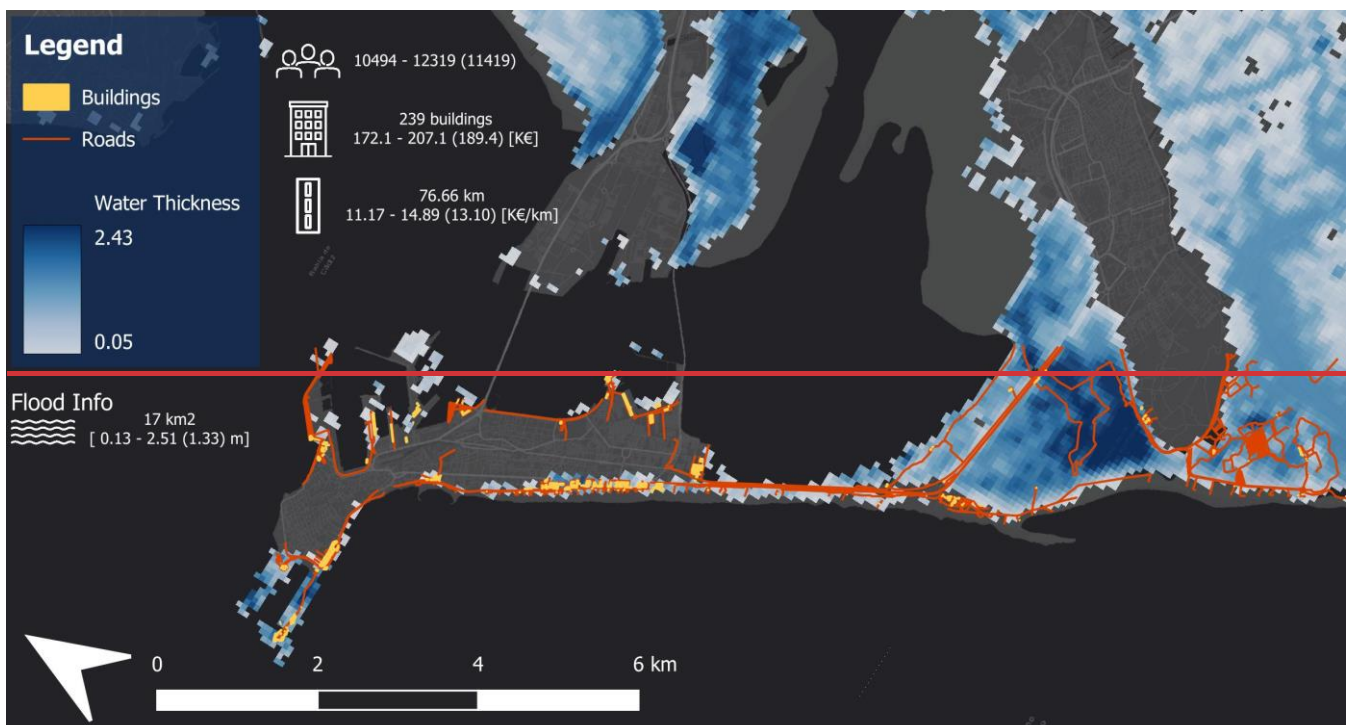 Legend
Buildings
Roads
Water Thickness
2.43
0.05
10494 - 12319 (11419)
239 buildings
172.1 - 207.1 (189.4) [K€]
76.66 km
11.17 - 14.89 (13.10) [K€/km]
Flood Info
17 km2
[ 0.13 - 2.51 (1.33) m]
0
2
4
6 km